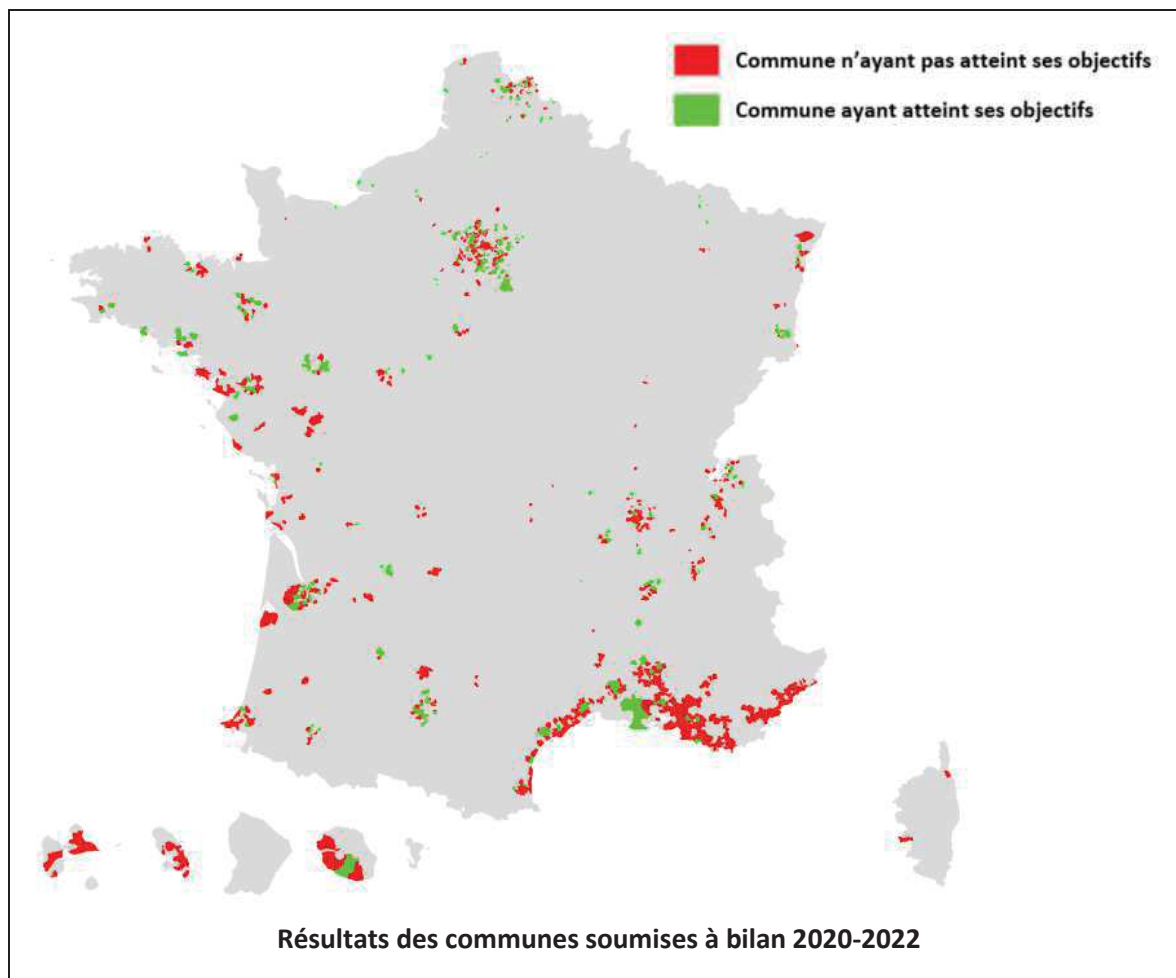 Commune n'ayant pas atteint ses objectifs
Commune ayant atteint ses objectifs
Résultats des communes soumises à bilan 2020-2022